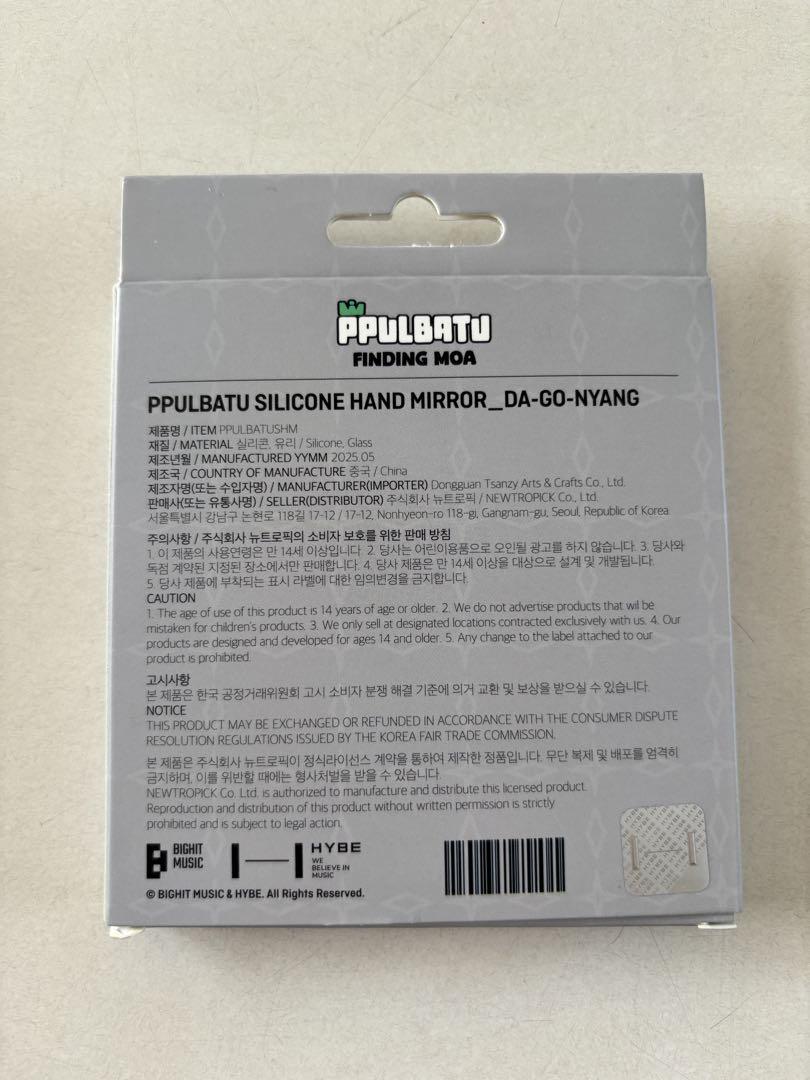 PPULBATU
FINDING MOA
PPULBATU SILICONE HAND MIRROR_DA-GO-NYANG
제품명 / ITEM PPULBATUSHM
재질 / MATERIAL 실리콘, 유리 / Silicone, Glass
제조년월 / MANUFACTURED YYMM 2025.05
제조국 / COUNTRY OF MANUFACTURE 중국 / China
제조자명(또는 수입자명) / MANUFACTURER(IMPORTER) Dongguan Tsanzy Arts & Crafts Co., Ltd.
판매사(또는 유통사명) / SELLER(DISTRIBUTOR) 주식회사 뉴트로픽 / NEWTROPICK Co., Ltd.
서울특별시 강남구 논현로 118길 17-12 / 17-12, Nonhyeon-ro 118-gi, Gangnam-gu, Seoul, Republic of Korea
주의사항 / 주식회사 뉴트로픽의 소비자 보호를 위한 판매 방침
1. 이 제품의 사용연령은 만 14세 이상입니다. 2. 당사는 어린이용품으로 오인될 광고를 하지 않습니다. 3. 당사와
독점 계약된 지정된 장소에서만 판매합니다. 4. 당사 제품은 만 14세 이상을 대상으로 설계 및 개발됩니다.
5. 당사 제품에 부착되는 표시 라벨에 대한 임의변경을 금지합니다.
CAUTION
1. The age of use of this product is 14 years of age or older. 2. We do not advertise products that wil be
mistaken for children's products. 3. We only sell at designated locations contracted exclusively with us. 4. Our
products are designed and developed for ages 14 and older. 5. Any change to the label attached to our
product is prohibited.
고시사항
본 제품은 한국 공정거래위원회 고시 소비자 분쟁 해결 기준에 의거 교환 및 보상을 받으실 수 있습니다.
NOTICE
THIS PRODUCT MAY BE EXCHANGED OR REFUNDED IN ACCORDANCE WITH THE CONSUMER DISPUTE
RESOLUTION REGULATIONS ISSUED BY THE KOREA FAIR TRADE COMMISSION.
본 제품은 주식회사 뉴트로픽이 정식라이선스 계약을 통하여 제작한 정품입니다. 무단 복제 및 배포를 엄격히
금지하며, 이를 위반할 때에는 형사처벌을 받을 수 있습니다.
NEWTROPICK Co. Ltd. is authorized to manufacture and distribute this licensed product.
Reproduction and distribution of this product without written permission is strictly
prohibited and is subject to legal action.
BIGHIT
MUSIC
HYBE
WE
BELIEVE IN
MUSIC
© BIGHIT MUSIC & HYBE. All Rights Reserved.